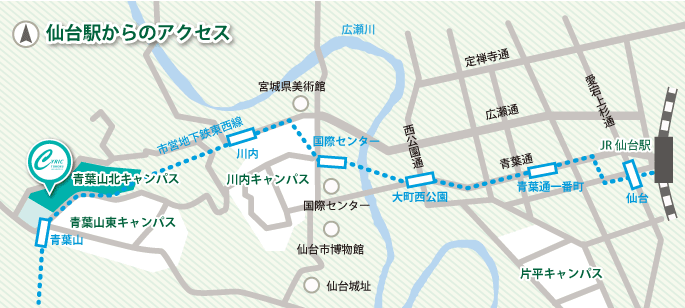 仙台駅からのアクセス
広瀬川
定禅寺通
愛宕上杉通
宮城県美術館
広瀬通
市営地下鉄東西線
川内
国際センター
西公園通
青葉通
JR 仙台駅
CTRIC
青葉山北キャンパス
川内キャンパス
青葉通一番町
大町西公園
仙台
国際センター
青葉山東キャンパス
青葉山
仙台市博物館
片平キャンパス
仙台城址